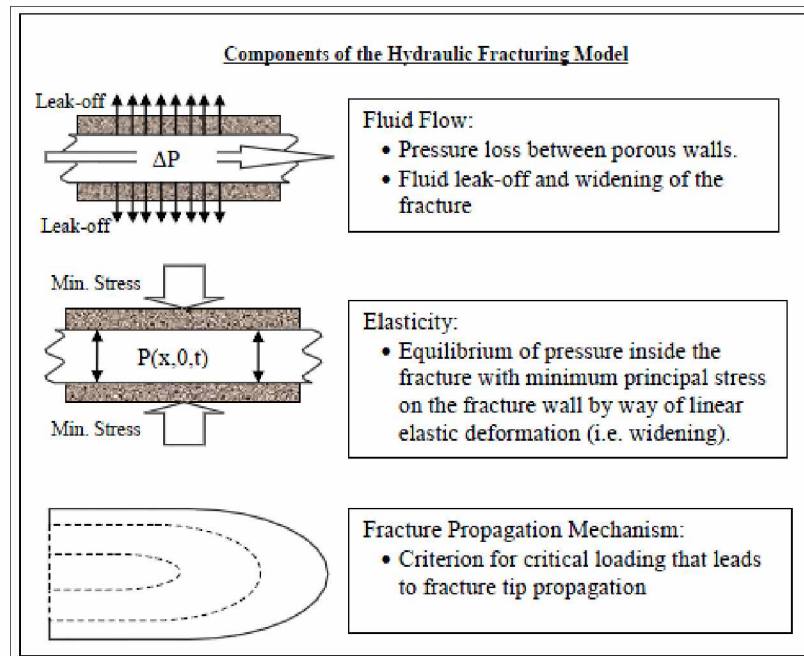 Components of the Hydraulic Fracturing Model
Leak-off
ΔP
Leak-off
Fluid Flow:
• Pressure loss between porous walls.
• Fluid leak-off and widening of the
fracture
Min. Stress
P(x,0,t)
Min. Stress
Elasticity:
• Equilibrium of pressure inside the
fracture with minimum principal stress
on the fracture wall by way of linear
elastic deformation (i.e. widening).
Fracture Propagation Mechanism:
• Criterion for critical loading that leads
to fracture tip propagation